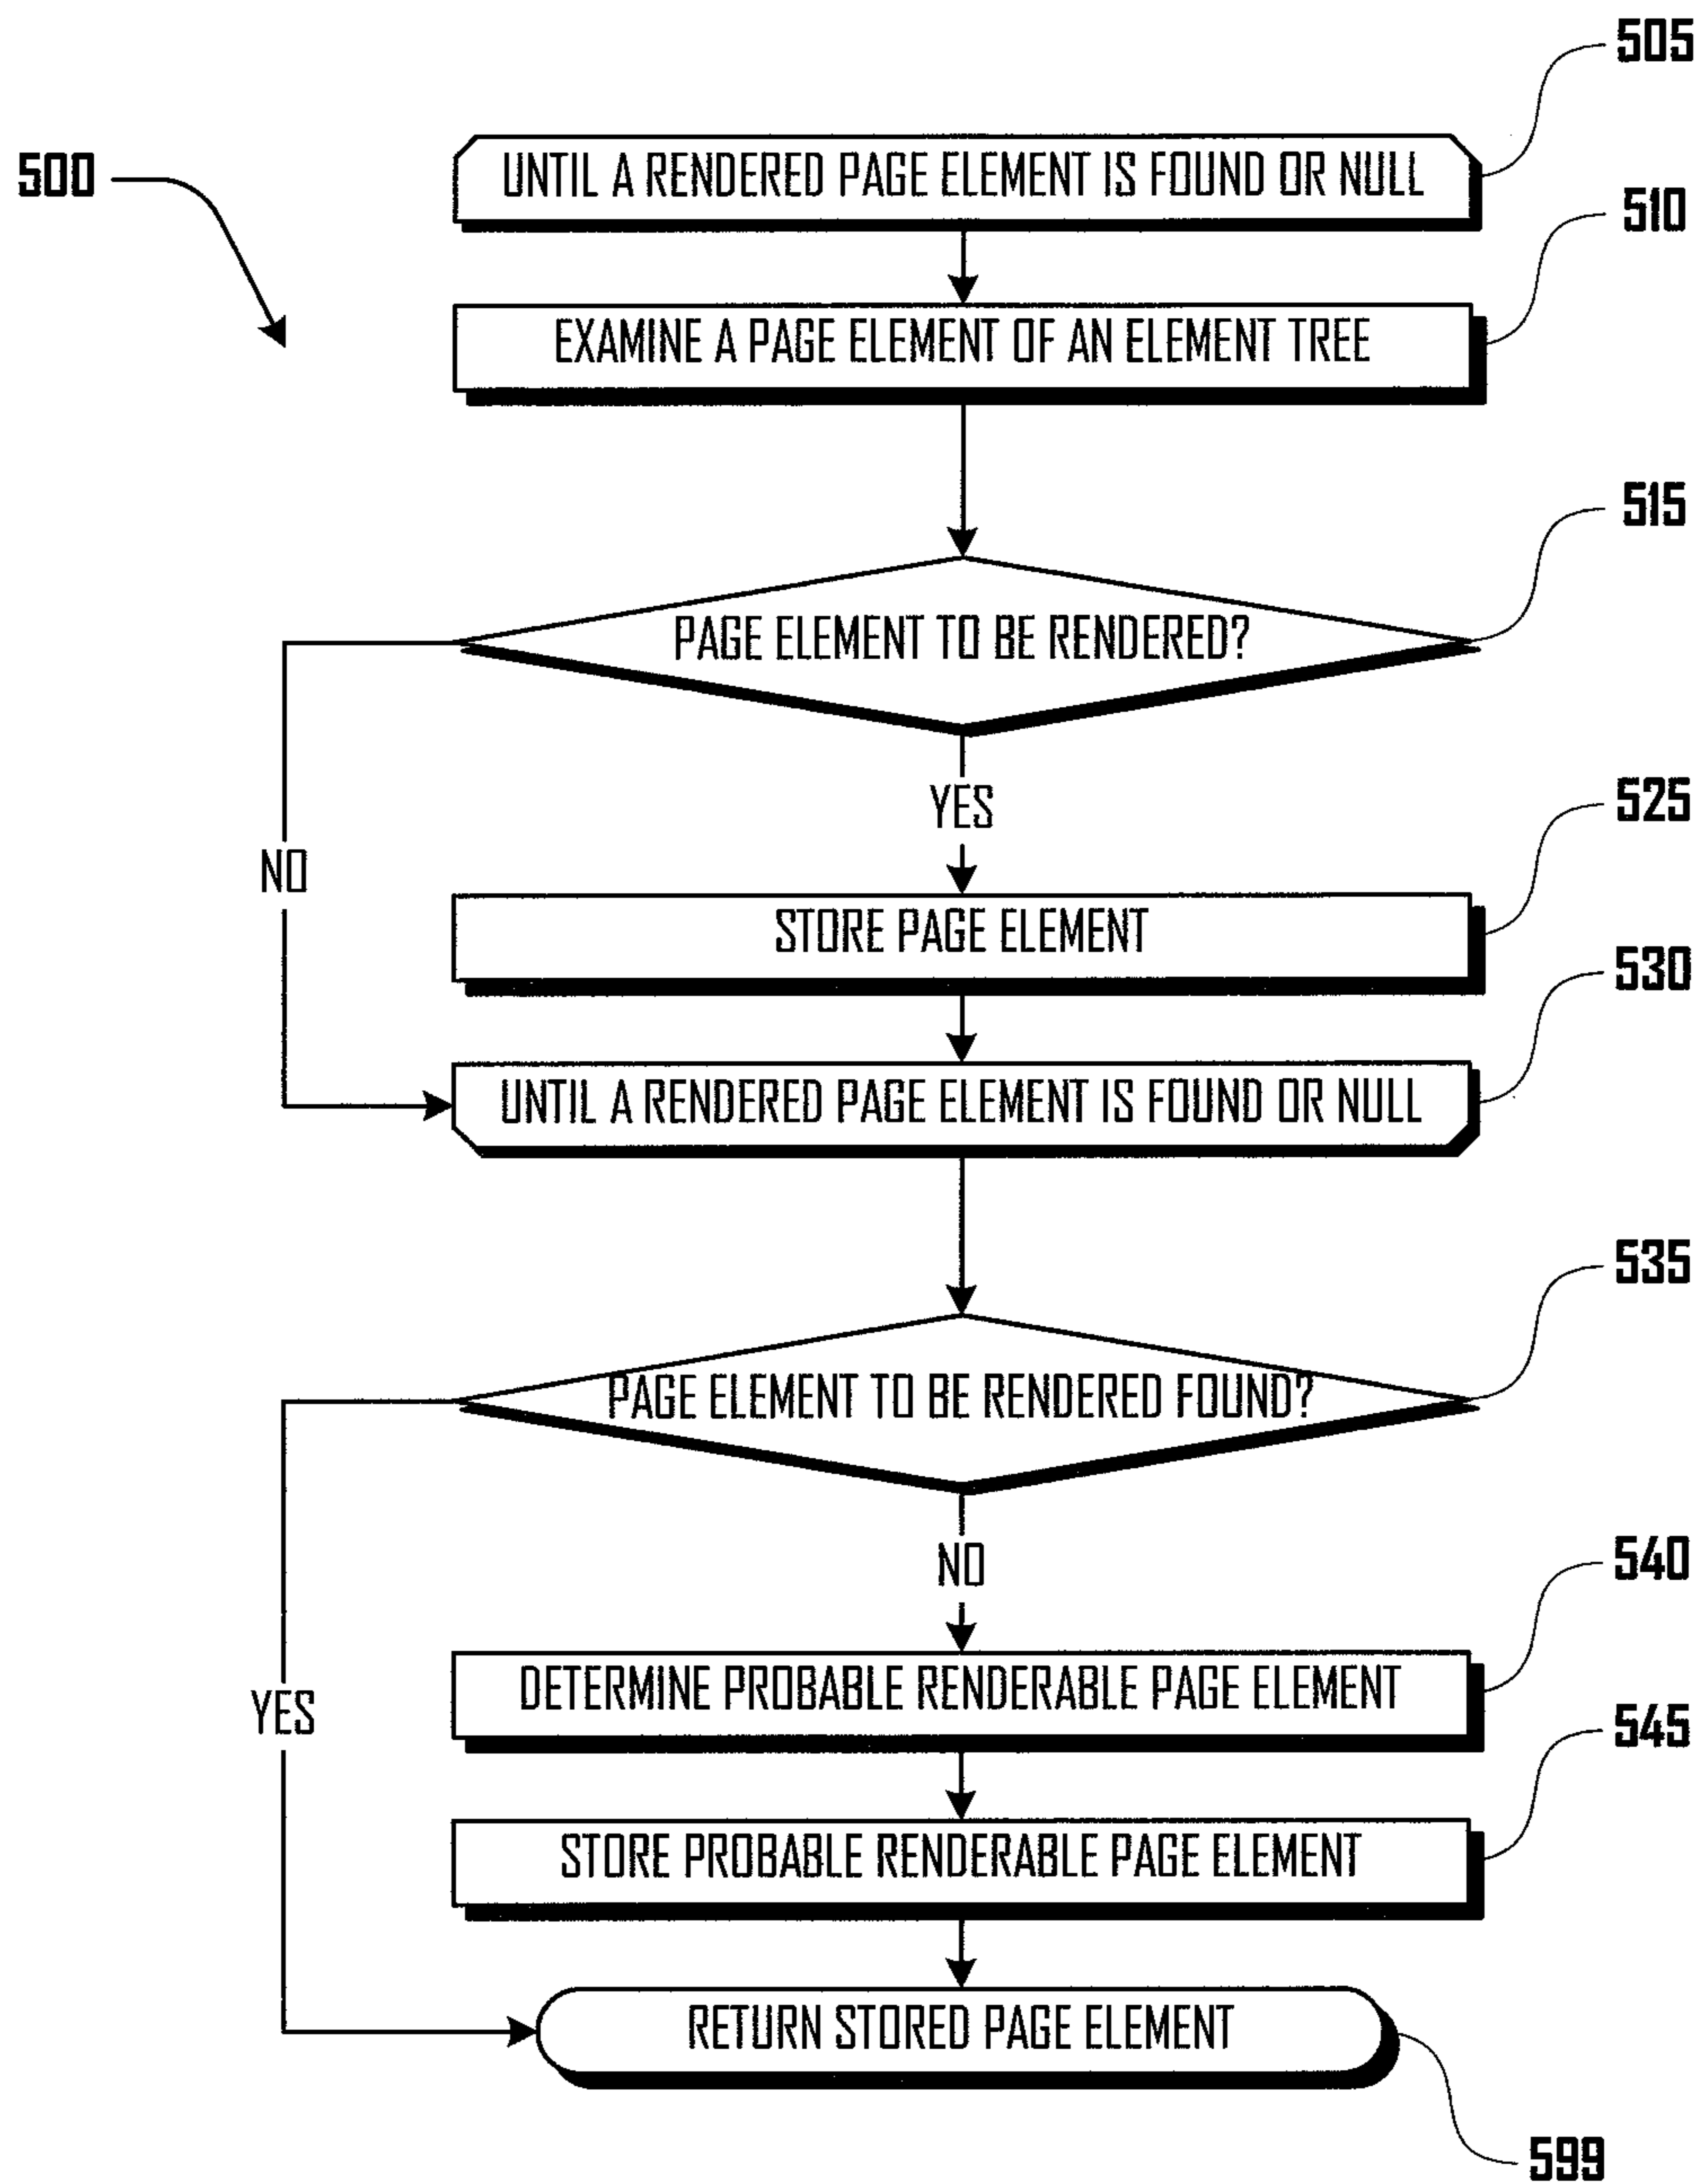 505
500
UNTIL A RENDERED PAGE ELEMENT IS FOUND OR NULL
510
EXAMINE A PAGE ELEMENT OF AN ELEMENT TREE
515
PAGE ELEMENT TO BE RENDERED?
YES
525
NO
STORE PAGE ELEMENT
530
UNTIL A RENDERED PAGE ELEMENT IS FOUND OR NULL
535
PAGE ELEMENT TO BE RENDERED FOUND?
NO
540
DETERMINE PROBABLE RENDERABLE PAGE ELEMENT
YES
545
STORE PROBABLE RENDERABLE PAGE ELEMENT
RETURN STORED PAGE ELEMENT
599